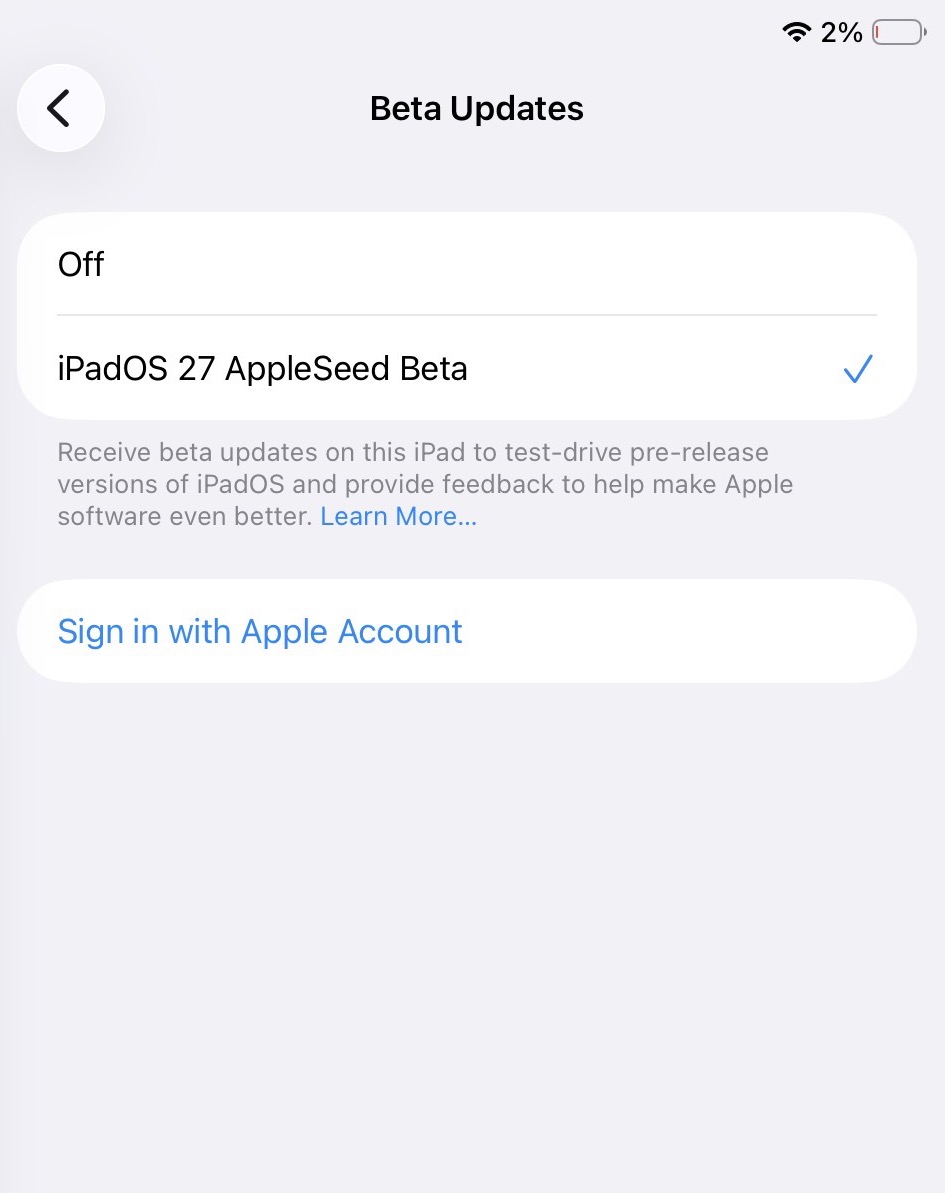 2%
Beta Updates
Off
iPadOS 27 AppleSeed Beta
Receive beta updates on this iPad to test-drive pre-release
versions of iPadOS and provide feedback to help make Apple
software even better. Learn More...
Sign in with Apple Account